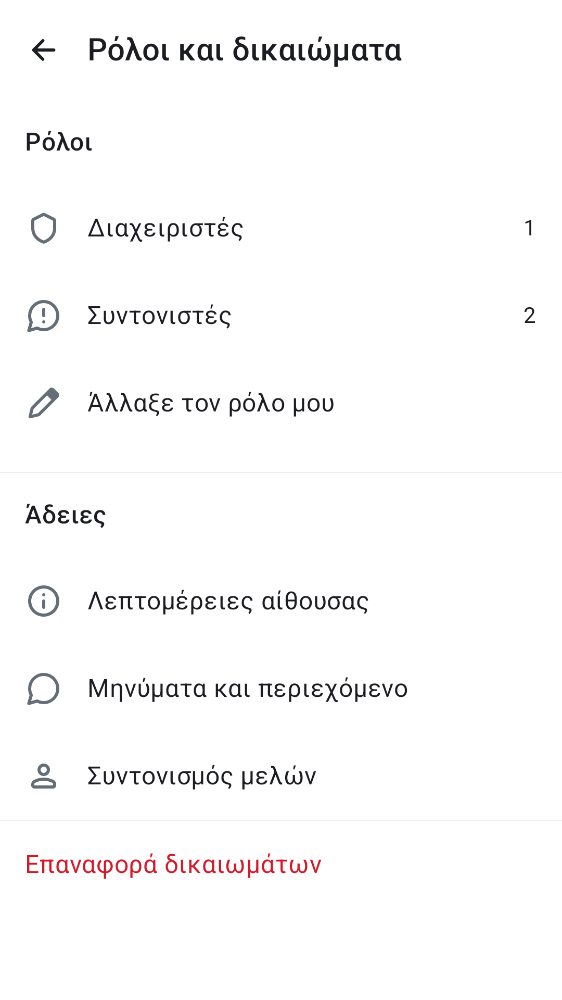 Ρόλοι και δικαιώματα
Ρόλοι
Διαχειριστές 1
Συντονιστές 2
Άλλαξε τον ρόλο μου
Άδειες
Λεπτομέρειες αίθουσας
Μηνύματα και περιεχόμενο
Συντονισμός μελών
Επαναφορά δικαιωμάτων